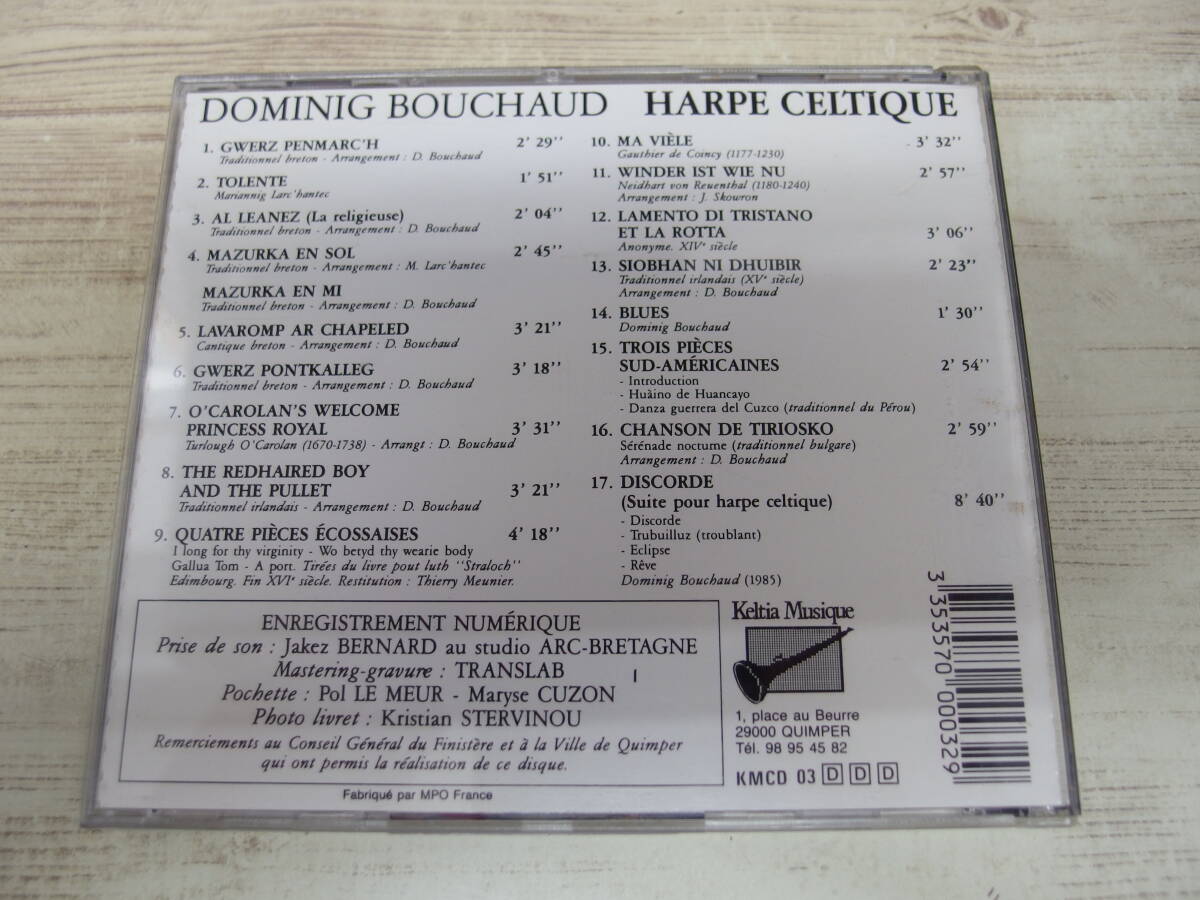 DOMINIG BOUCHAUD HARPE CELTIQUE
1. GWERZ PENMARC'H 2' 29''
Traditionnel breton - Arrangement : D. Bouchaud
2. TOLENTE 1' 51''
Mariannig Larc'hantec
3. AL LEANEZ (La religieuse) 2' 04''
Traditionnel breton - Arrangement : D. Bouchaud
4. MAZURKA EN SOL 2' 45''
Traditionnel breton - Arrangement : M. Larc'hantec
MAZURKA EN MI
Traditionnel breton - Arrangement : D. Bouchaud
5. LAVAROMP AR CHAPELED 3' 21''
Cantique breton - Arrangement : D. Bouchaud
6. GWERZ PONTKALLEG 3' 18''
Traditionnel breton - Arrangement : D. Bouchaud
7. O'CAROLAN'S WELCOME
PRINCESS ROYAL 3' 31''
Turlough O'Carolan (1670-1738) - Arrangt : D. Bouchaud
8. THE REDHAIRED BOY
AND THE PULLET 3' 21''
Traditionnel irlandais - Arrangement : D. Bouchaud
9. QUATRE PIÈCES ÉCOSSAISES 4' 18''
I long for thy virginity - Wo betyd thy wearie body
Gallua Tom - A port. Tirées du livre pout luth "Straloch"
Edimbourg. Fin XVIe siècle. Restitution : Thierry Meunier.
10. MA VIÈLE 3' 32''
Gauthier de Coincy (1177-1230)
11. WINDER IST WIE NU 2' 57''
Neidhart von Reuenthal (1180-1240)
Arrangement : J. Skowron
12. LAMENTO DI TRISTANO
ET LA ROTTA 3' 06''
Anonyme. XIVe siècle
13. SIOBHAN NI DHUIBIR 2' 23''
Traditionnel irlandais (XVe siècle)
Arrangement : D. Bouchaud
14. BLUES 1' 30''
Dominig Bouchaud
15. TROIS PIÈCES
SUD-AMÉRICAINES 2' 54''
- Introduction
- Huäino de Huancayo
- Danza guerrera del Cuzco (traditionnel du Pérou)
16. CHANSON DE TIRIOSKO 2' 59''
Sérénade nocturne (traditionnel bulgare)
Arrangement : D. Bouchaud
17. DISCORDE
(Suite pour harpe celtique) 8' 40''
- Discorde
- Trubuilluz (troublant)
- Eclipse
- Rêve
Dominig Bouchaud (1985)
ENREGISTREMENT NUMÉRIQUE
Prise de son : Jakez BERNARD au studio ARC-BRETAGNE
Mastering-gravure : TRANSLAB
Pochette : Pol LE MEUR - Maryse CUZON
Photo livret : Kristian STERVINOU
Remerciements au Conseil Général du Finistère et à la Ville de Quimper
qui ont permis la réalisation de ce disque.
Fabriqué par MPO France
Keltia Musique
1, place au Beurre
29000 QUIMPER
Tél. 98 95 45 82
KMCD 03 D D D
3 353570 000329